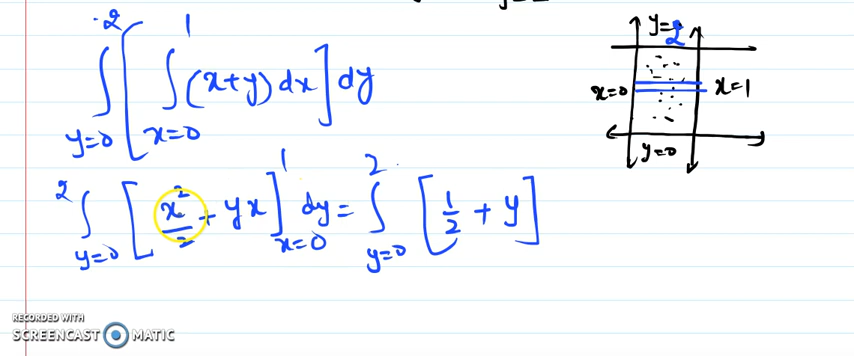 ∫_{y=0}^{2} [ ∫_{x=0}^{1} (x+y) dx ] dy
y=2
x=0
x=1
y=0
∫_{y=0}^{2} [ x²/2 + yx ]_{x=0}^{1} dy = ∫_{y=0}^{2} [ 1/2 + y ]
RECORDED WITH
SCREENCAST MATIC